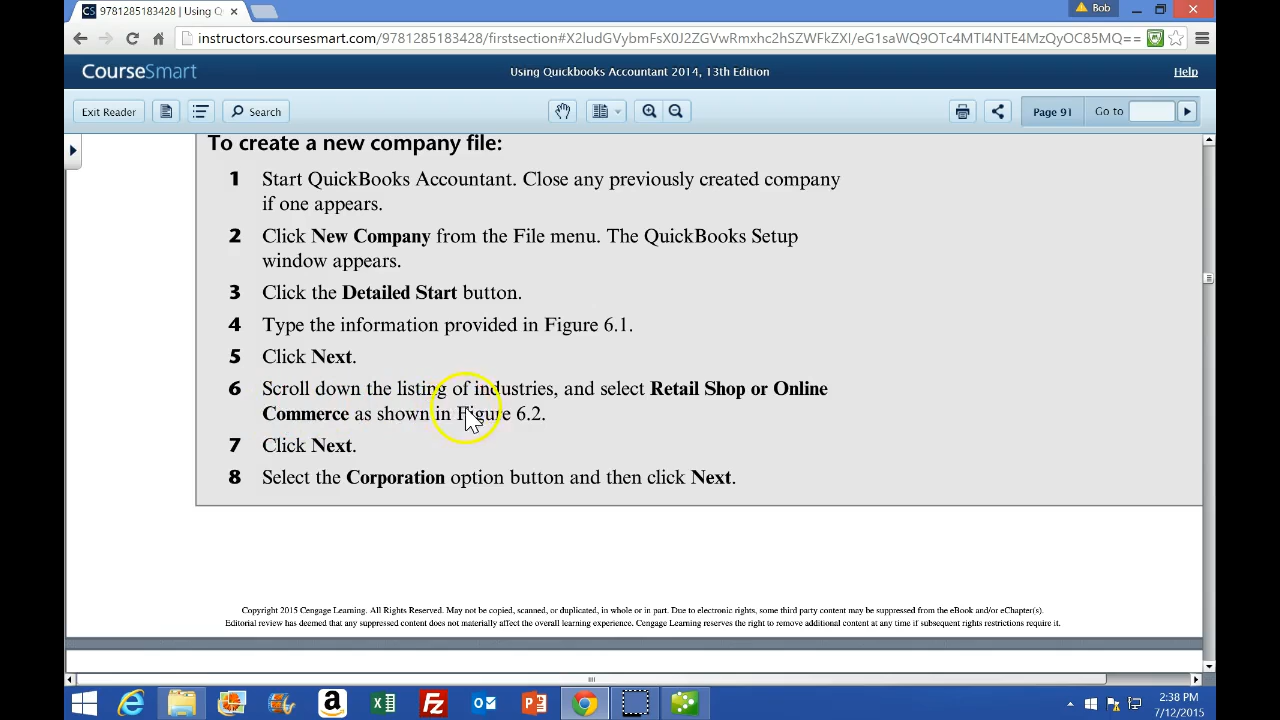 9781285183428 | Using Q
Bob
instructors.coursesmart.com/9781285183428/firstsection#X2ludGVybmFsX0J2ZGVwRmxhc2hSZWFkZXI/eG1saWQ9OTc4MTI4NTE4MzQyOC85MQ==
CourseSmart
Using Quickbooks Accountant 2014, 13th Edition
Help
Exit Reader
Search
Page 91
Go to
To create a new company file:
1 Start QuickBooks Accountant. Close any previously created company
if one appears.
2 Click New Company from the File menu. The QuickBooks Setup
window appears.
3 Click the Detailed Start button.
4 Type the information provided in Figure 6.1.
5 Click Next.
6 Scroll down the listing of industries, and select Retail Shop or Online
Commerce as shown in Figure 6.2.
7 Click Next.
8 Select the Corporation option button and then click Next.
Copyright 2015 Cengage Learning. All Rights Reserved. May not be copied, scanned, or duplicated, in whole or in part. Due to electronic rights, some third party content may be suppressed from the eBook and/or eChapter(s).
Editorial review has deemed that any suppressed content does not materially affect the overall learning experience. Cengage Learning reserves the right to remove additional content at any time if subsequent rights restrictions require it.
2:38 PM
7/12/2015